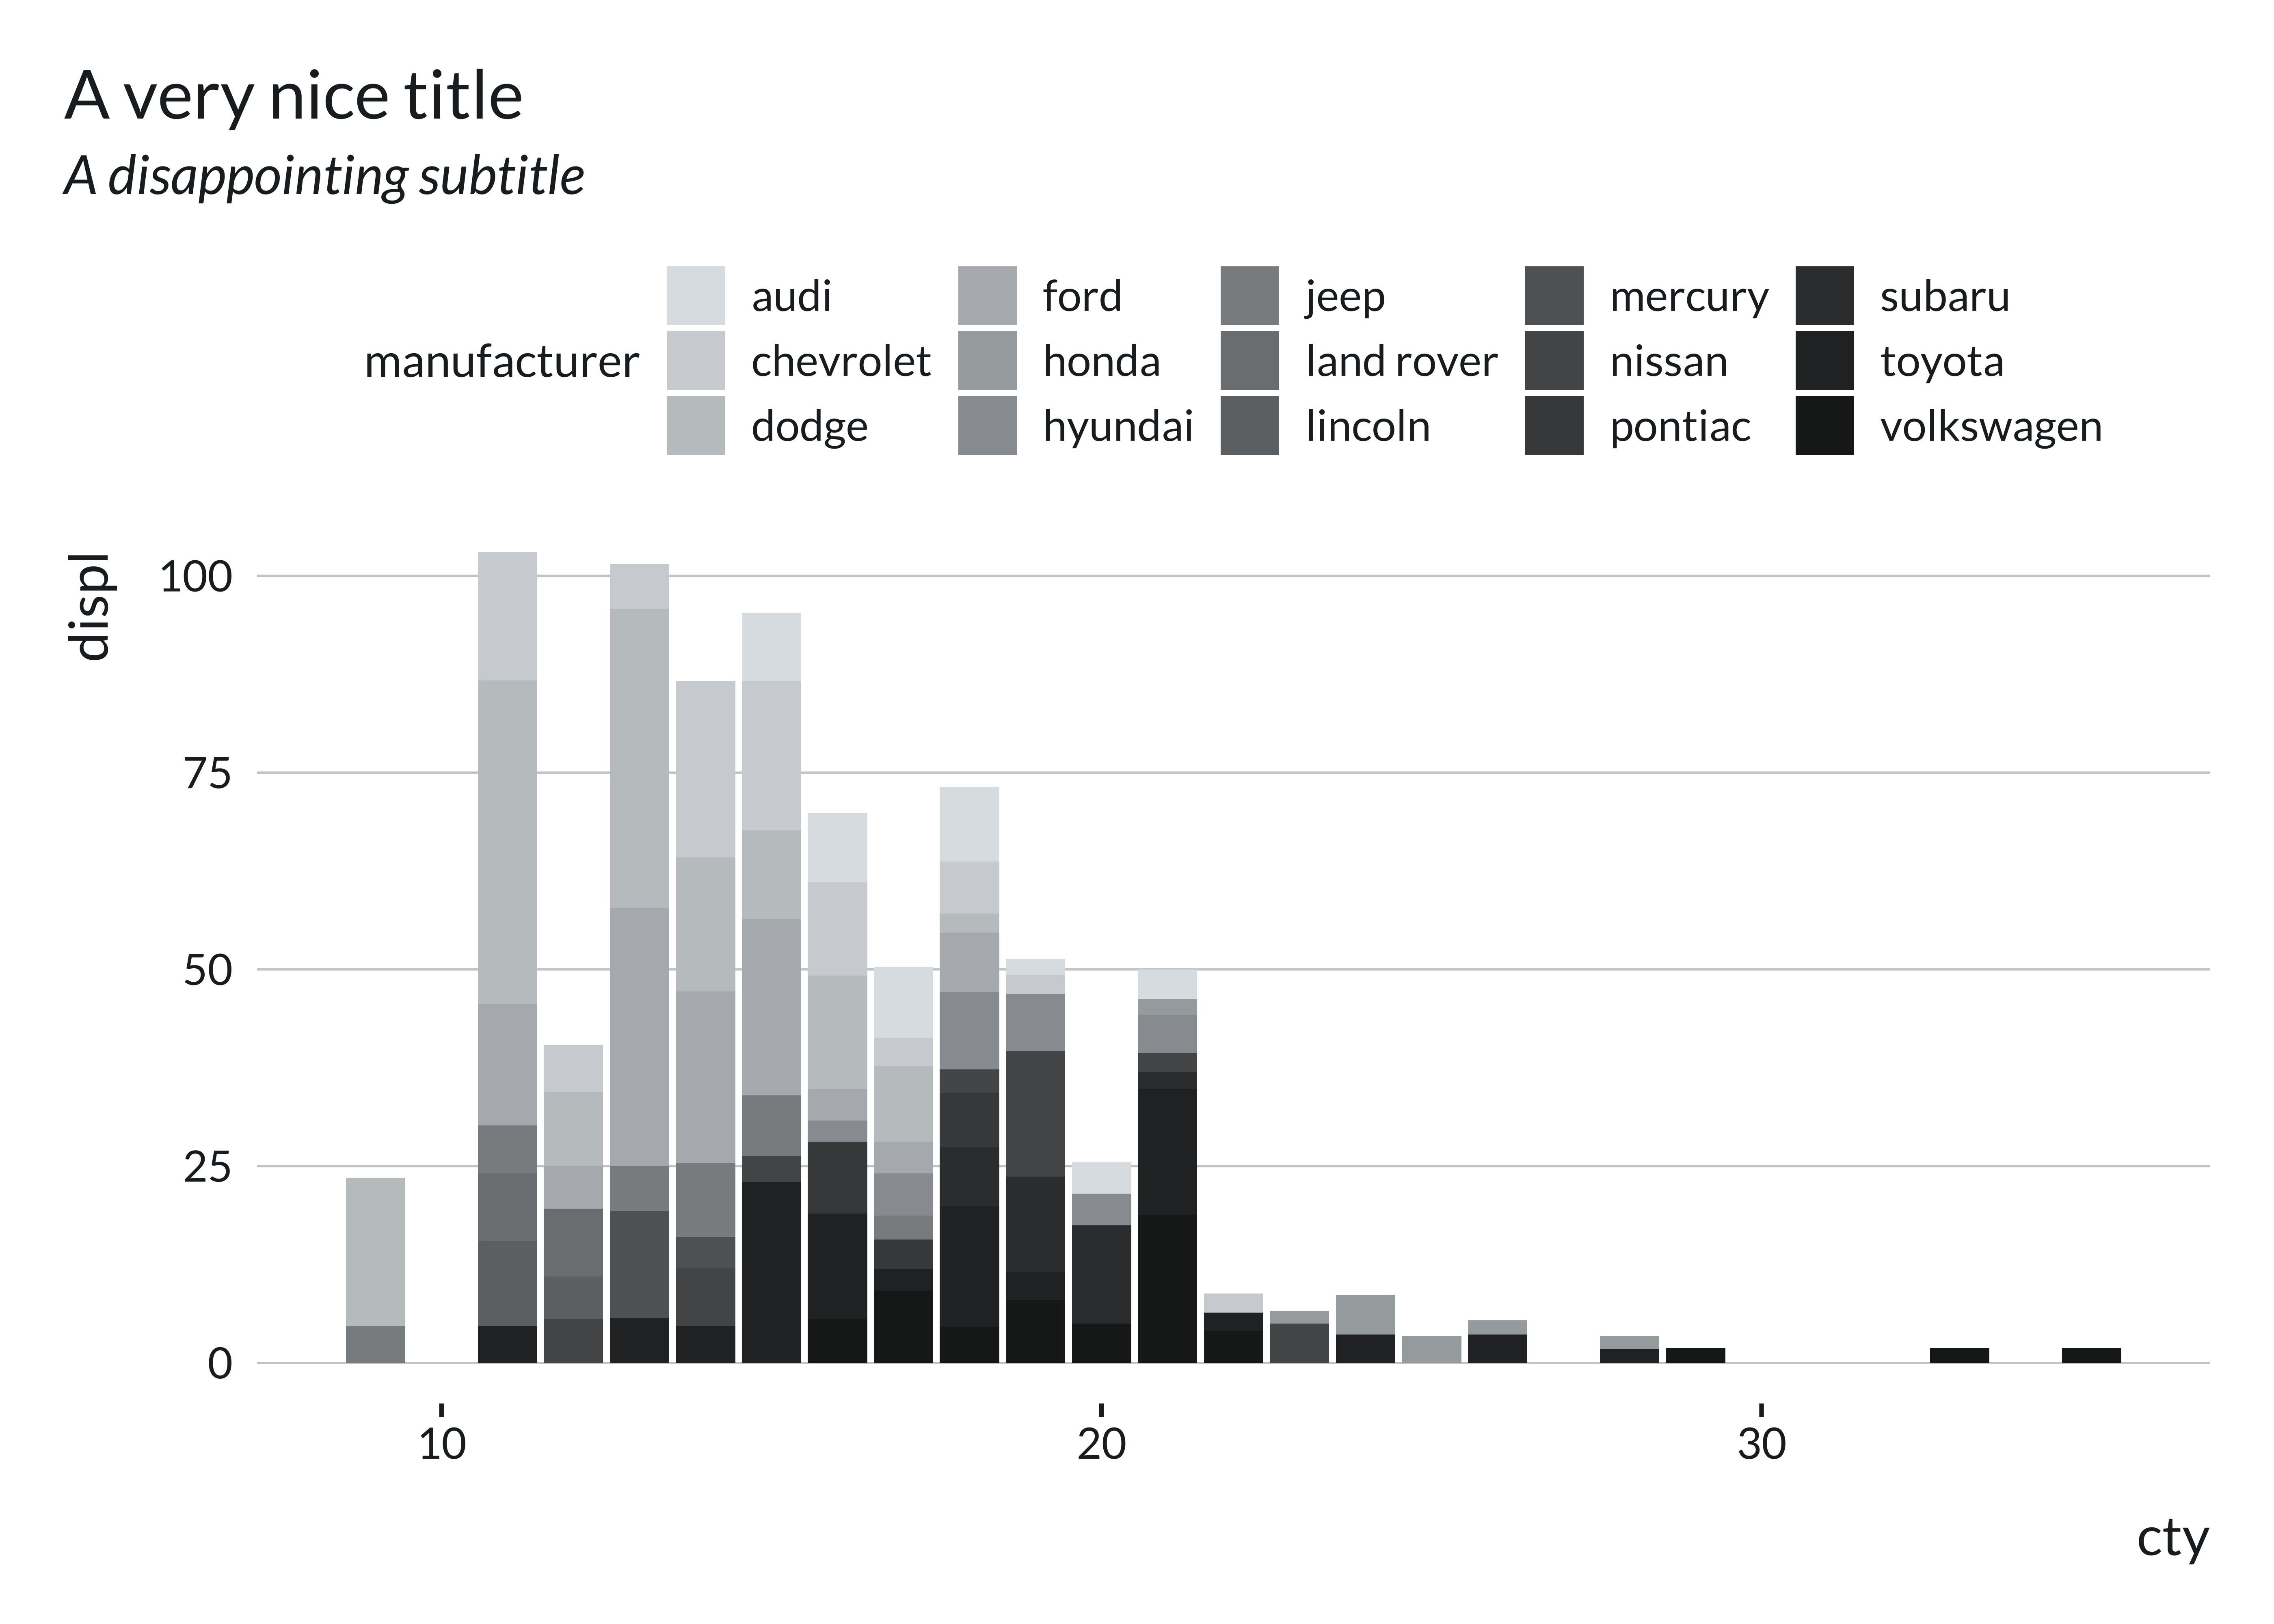 A very nice title
A disappointing subtitle
manufacturer
audi
chevrolet
dodge
ford
honda
hyundai
jeep
land rover
lincoln
mercury
nissan
pontiac
subaru
toyota
volkswagen
displ
100
75
50
25
0
10
20
30
cty